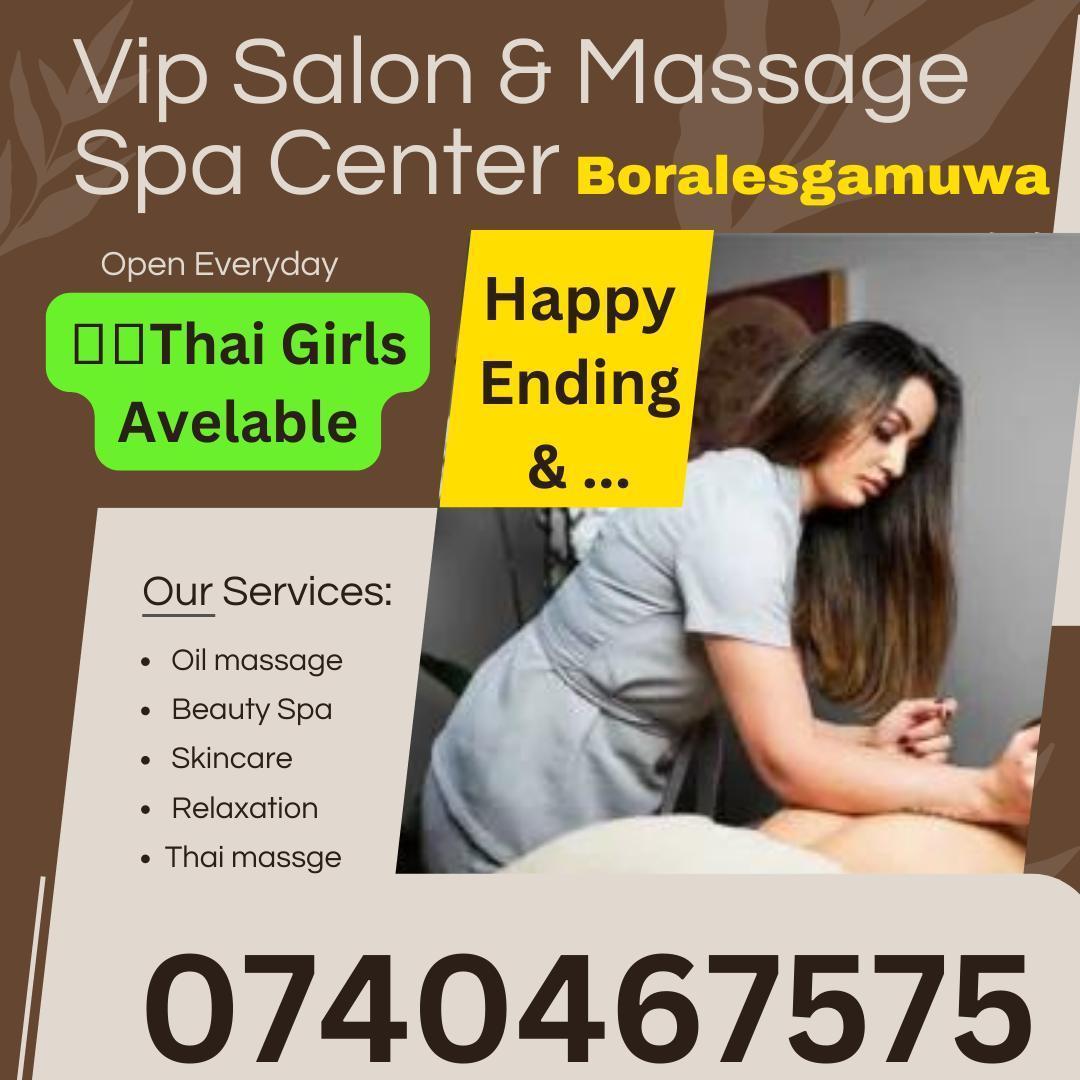 Vip Salon & Massage
Spa Center Boralesgamuwa
Open Everyday
Thai Girls
Avelable
Happy
Ending
& ...
Our Services:
• Oil massage
• Beauty Spa
• Skincare
• Relaxation
• Thai massge
0740467575